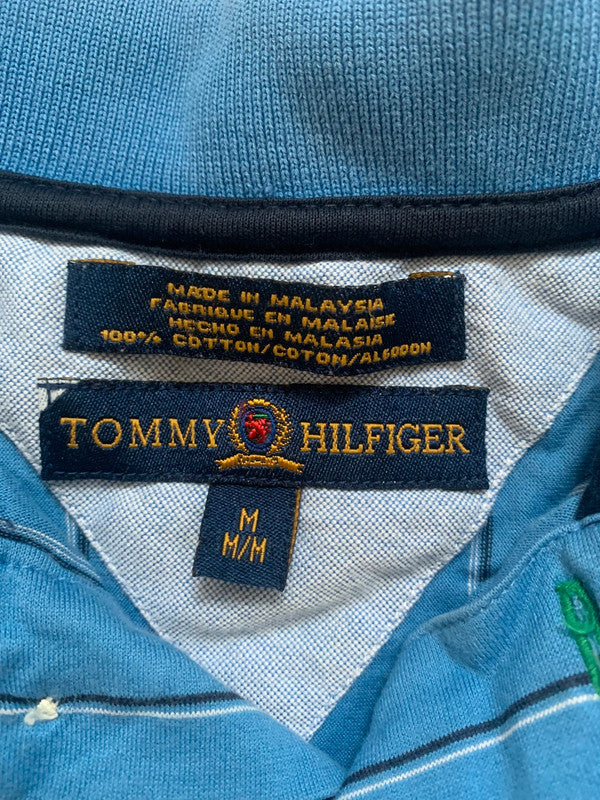 MADE IN MALAYSIA
FABRIQUE EN MALAISE
HECHO EN MALASIA
100% COTTON/COTON/ALGODON
TOMMY HILFIGER
M
M/M